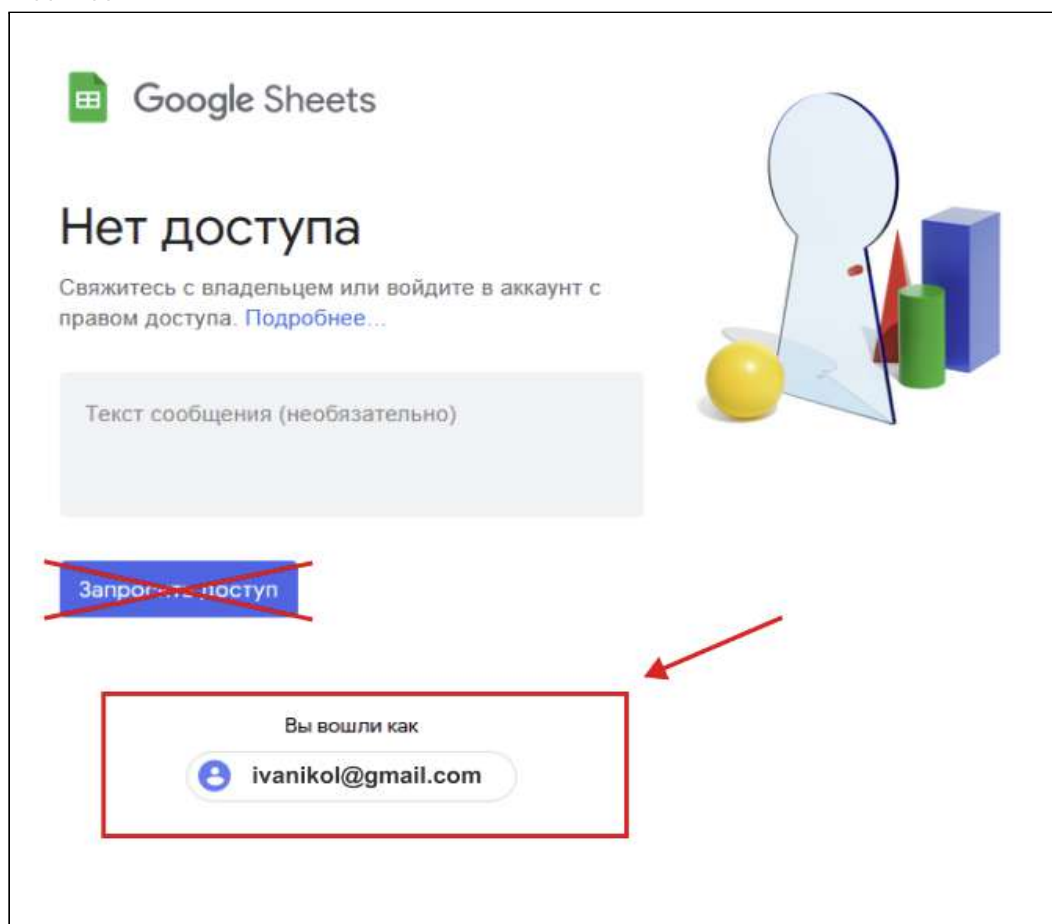 Google Sheets
Нет доступа
Свяжитесь с владельцем или войдите в аккаунт с
правом доступа. Подробнее...
Текст сообщения (необязательно)
Запросить доступ
Вы вошли как
ivanikol@gmail.com